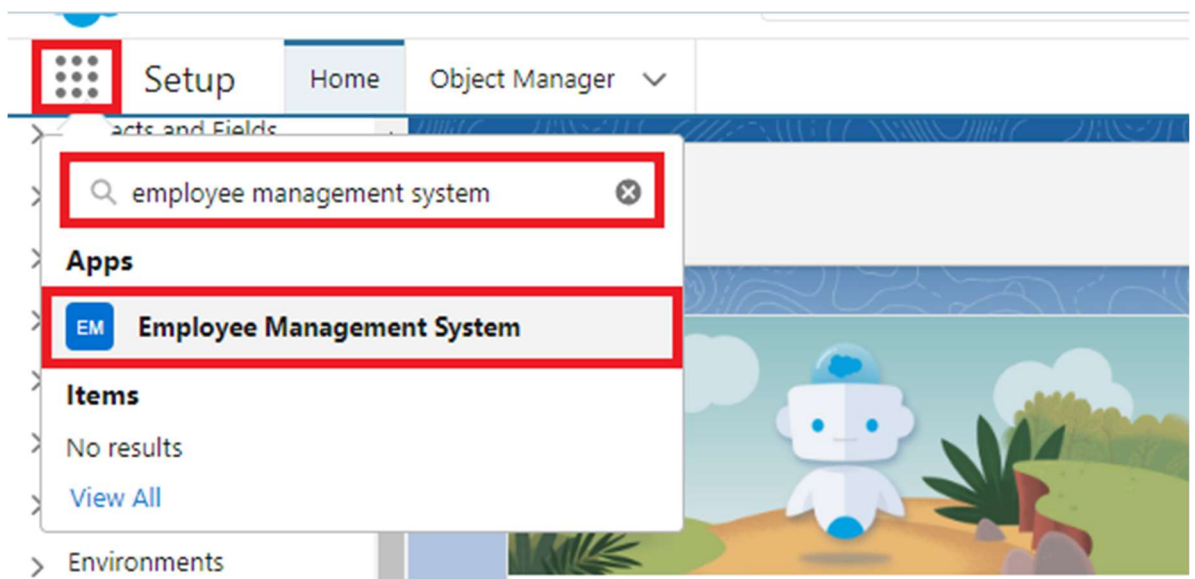 Setup
Home
Object Manager
employee management system
Apps
EM
Employee Management System
Items
No results
View All
Environments